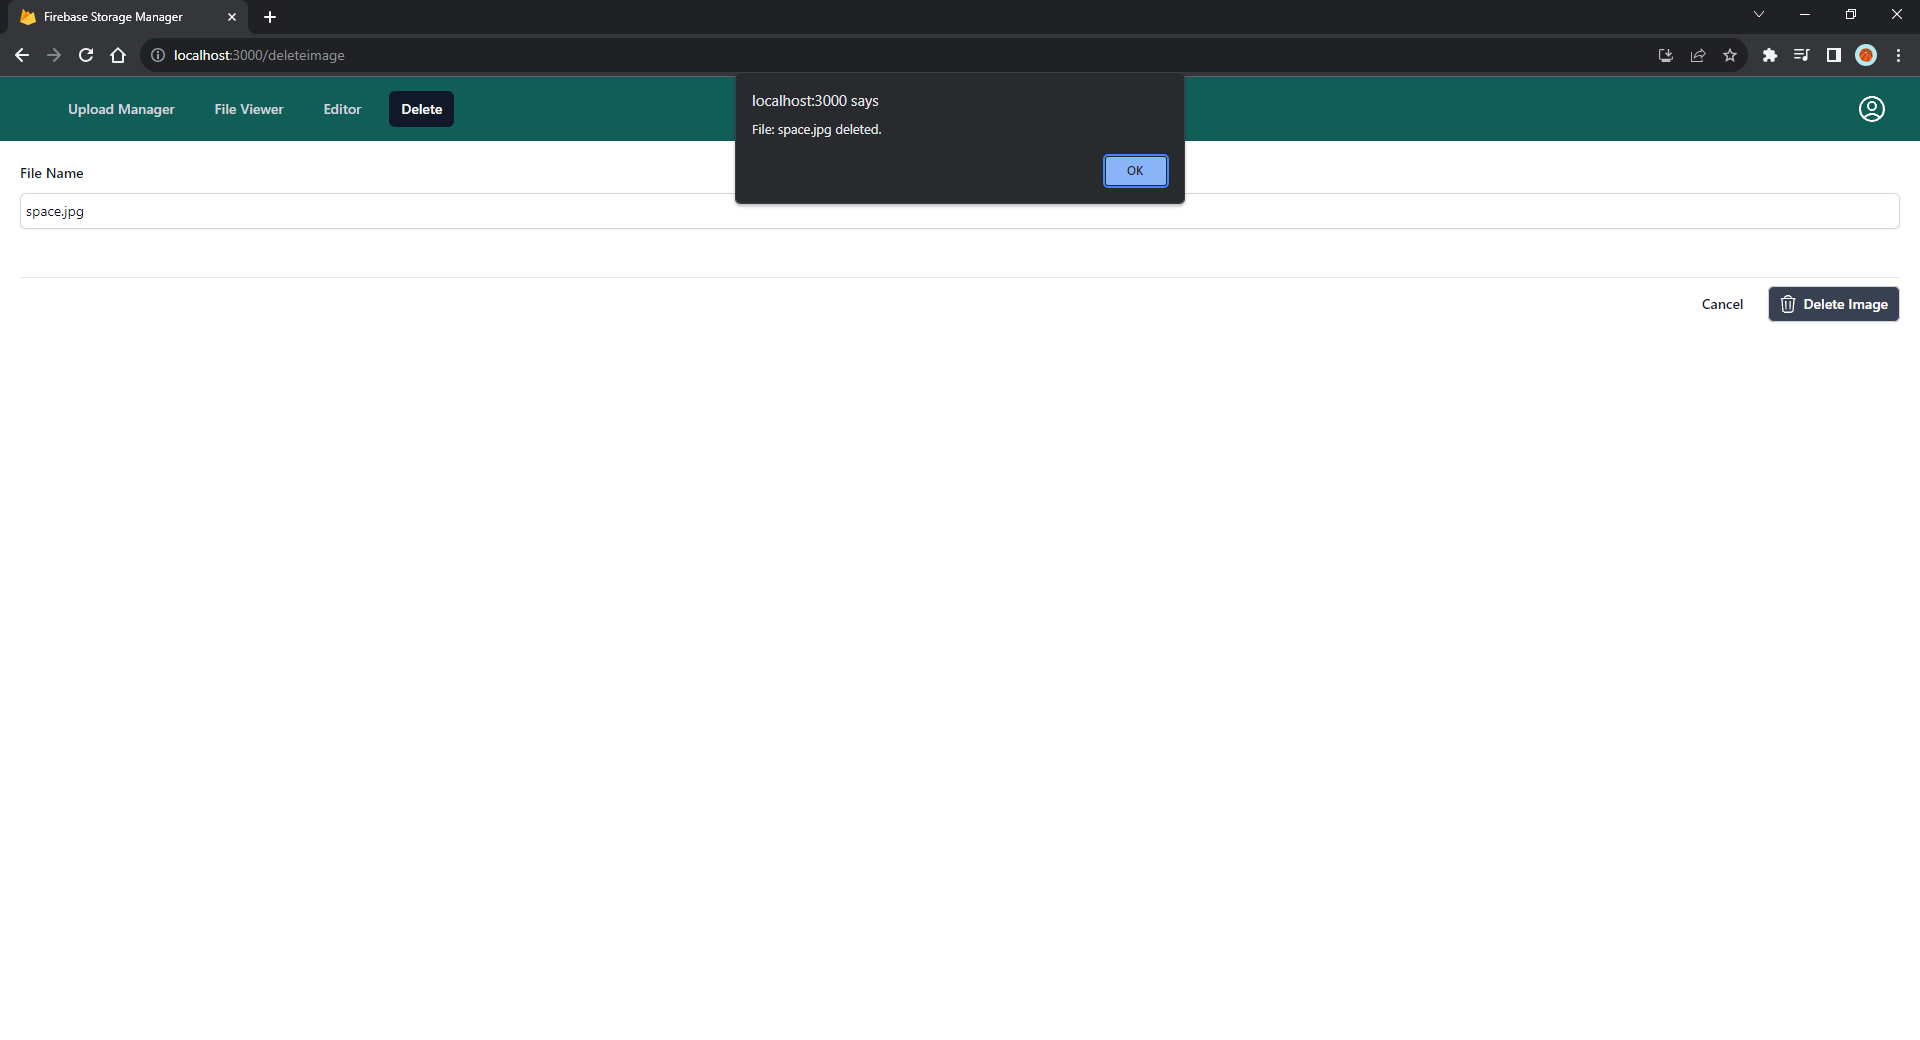 Firebase Storage Manager
localhost:3000/deleteimage
Upload Manager File Viewer Editor Delete
localhost:3000 says
File: space.jpg deleted.
OK
File Name
space.jpg
Cancel Delete Image